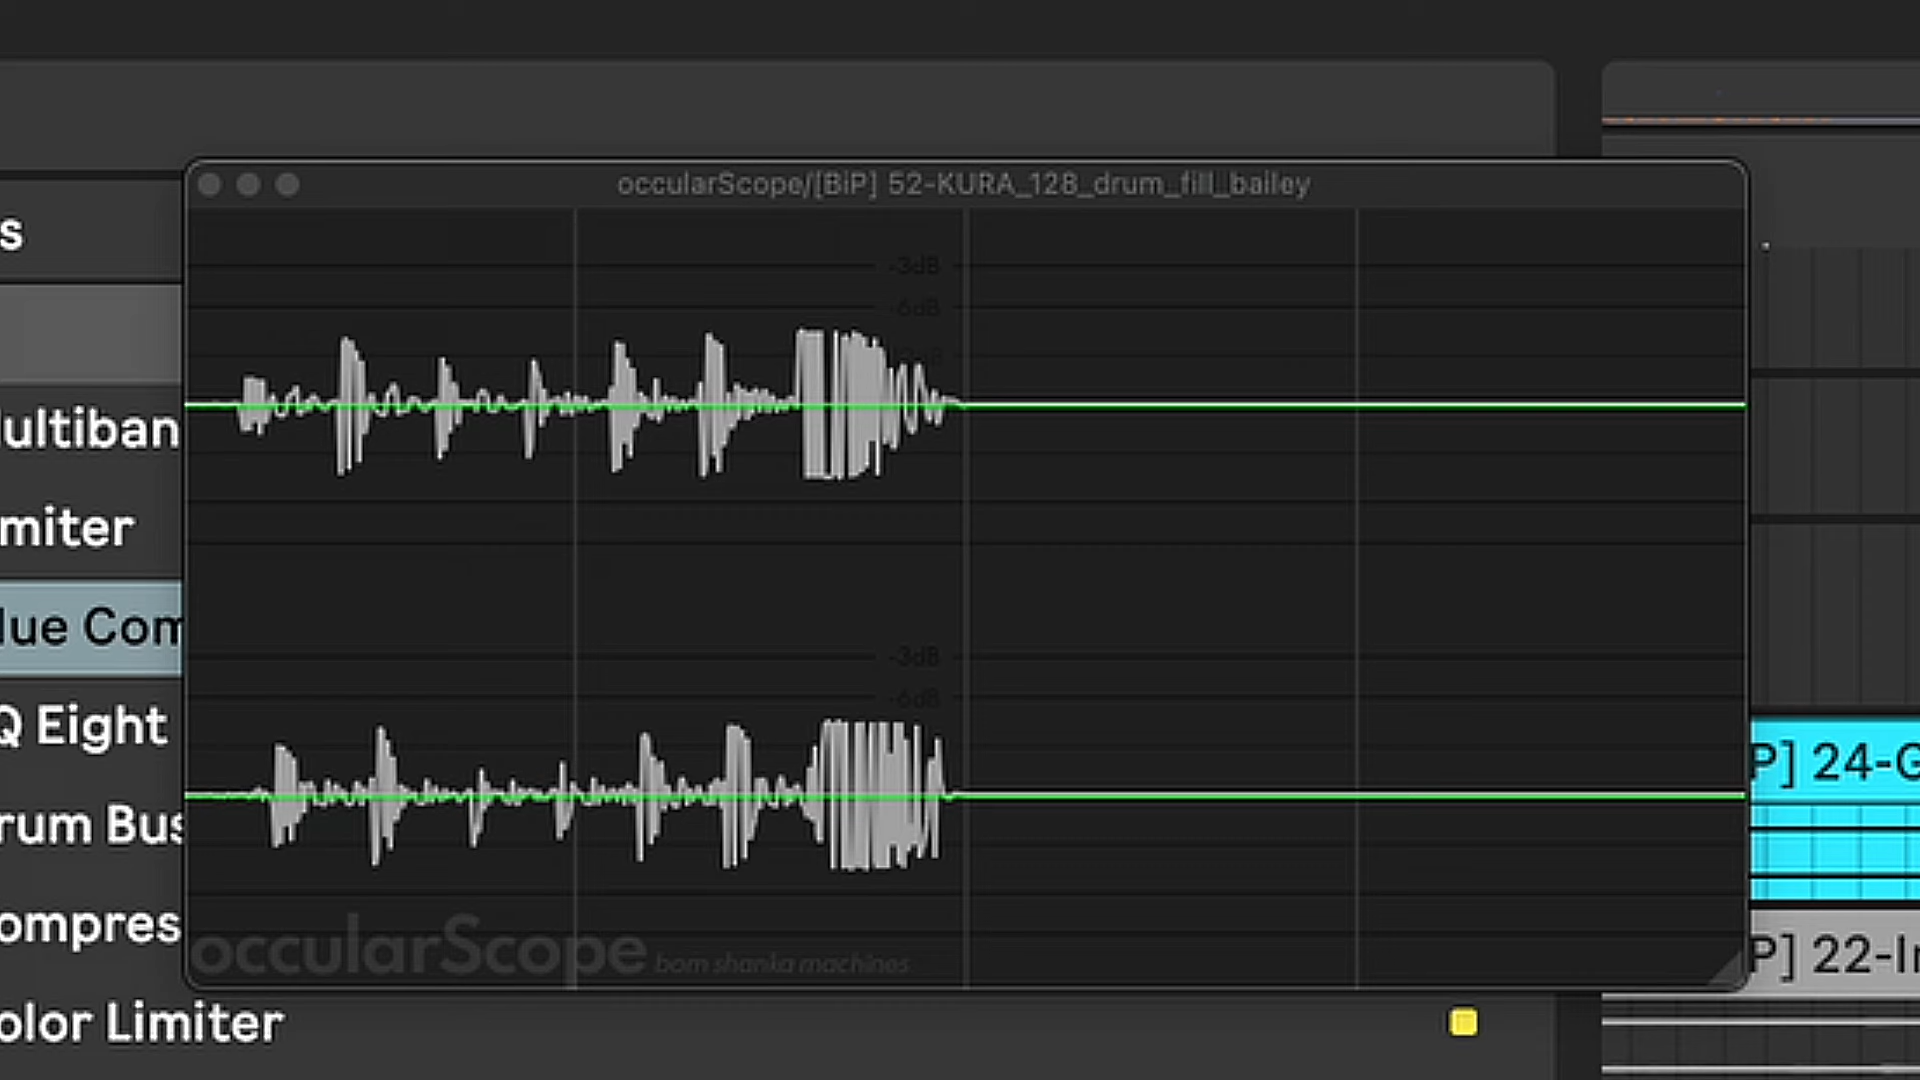 occularScope/[BiP] 52-KURA_128_drum_fill_bailey
s
-3dB
-6dB
ultiban
miter
lue Com
-3dB
-6dB
Q Eight
P] 24-G
rum Bus
ompres
occularScope bom shanka machines
P] 22-In
olor Limiter